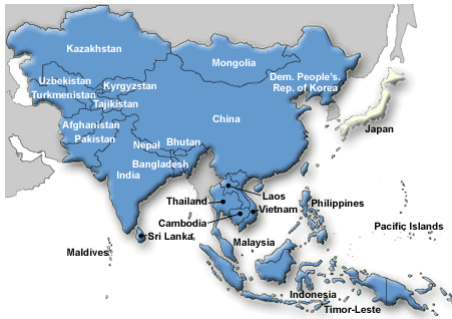 Kazakhstan
Mongolia
Uzbekistan
Kyrgyzstan
Dem. People's.
Rep. of Korea
Turkmenistan
Tajikistan
China
Afghanistan
Japan
Pakistan
Nepal
Bhutan
Bangladesh
India
Laos
Thailand
Vietnam
Philippines
Cambodia
Pacific Islands
Sri Lanka
Malaysia
Maldives
Indonesia
Timor-Leste